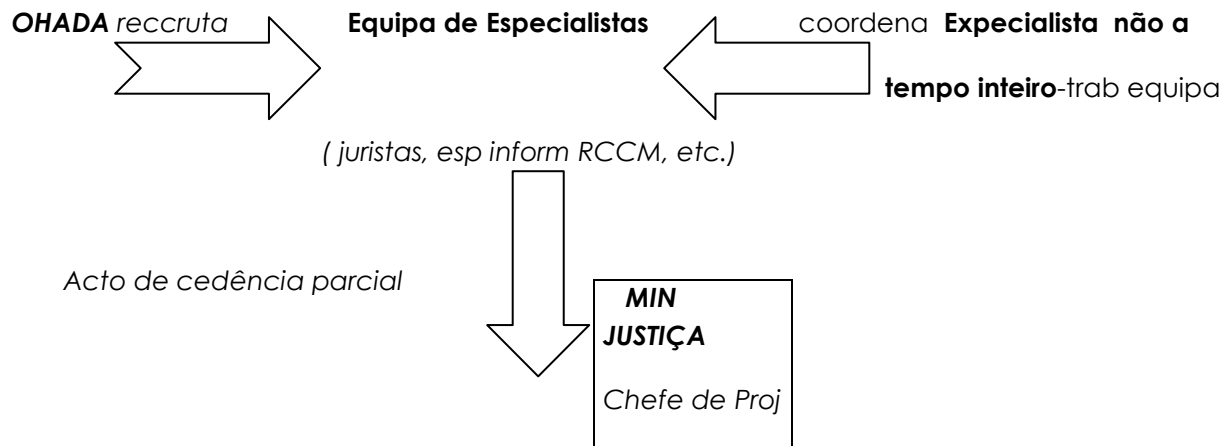 OHADA reccruta Equipa de Especialistas coordena Expecialista não a
tempo inteiro-trab equipa
( juristas, esp inform RCCM, etc.)
Acto de cedência parcial
MIN
JUSTIÇA
Chefe de Proj